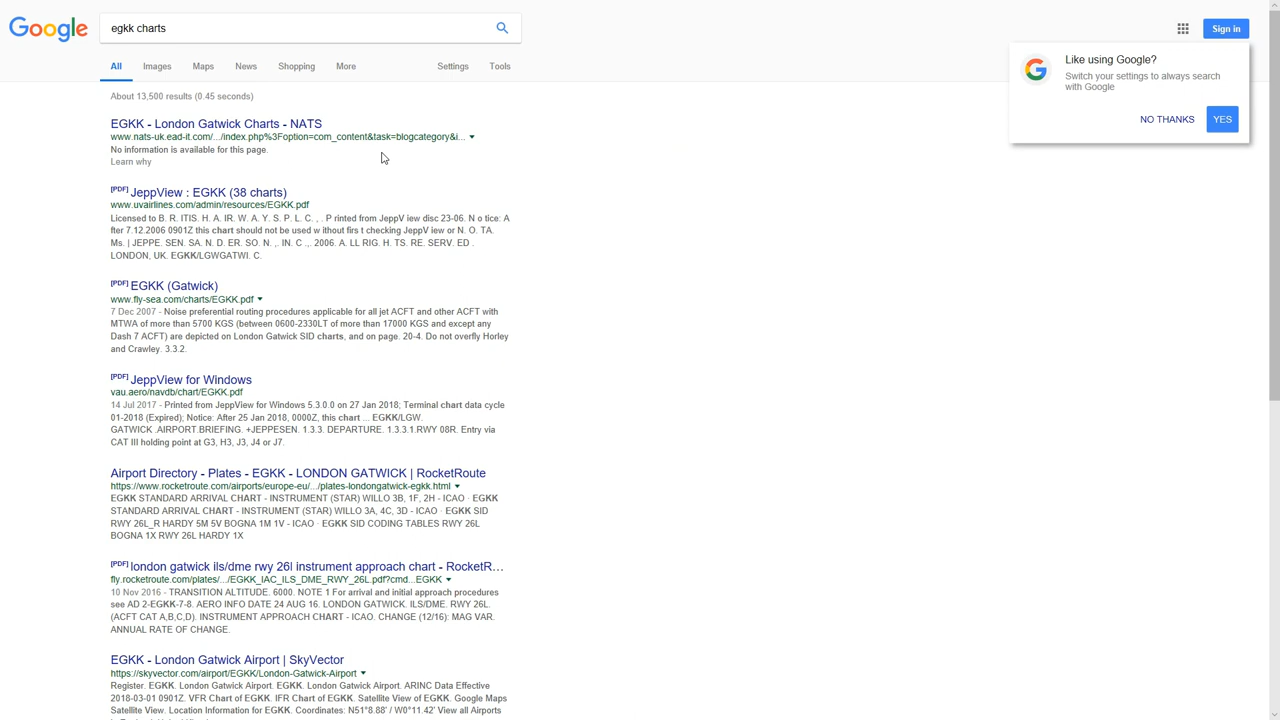 Google
egkk charts
Sign in
All Images Maps News Shopping More Settings Tools
Like using Google?
Switch your settings to always search
with Google
NO THANKS YES
About 13,500 results (0.45 seconds)
EGKK - London Gatwick Charts - NATS
www.nats-uk.ead-it.com/.../index.php%3Foption=com_content&task=blogcategory&i...
No information is available for this page.
Learn why
[PDF] JeppView : EGKK (38 charts)
www.uvairlines.com/admin/resources/EGKK.pdf
Licensed to B. R. ITIS. H. A. IR. W. A. Y. S. P. L. C. , . P rinted from JeppV iew disc 23-06. N o tice: A
fter 7.12.2006 0901Z this chart should not be used w ithout firs t checking JeppV iew or N. O. TA.
Ms. | JEPPE. SEN. SA. N. D. ER. SO. N. ,. IN. C .,. 2006. A. LL RIG. H. TS. RE. SERV. ED .
LONDON, UK. EGKK/LGWGATWI. C.
[PDF] EGKK (Gatwick)
www.fly-sea.com/charts/EGKK.pdf
7 Dec 2007 - Noise preferential routing procedures applicable for all jet ACFT and other ACFT with
MTWA of more than 5700 KGS (between 0600-2330LT of more than 17000 KGS and except any
Dash 7 ACFT) are depicted on London Gatwick SID charts, and on page. 20-4. Do not overfly Horley
and Crawley. 3.3.2.
[PDF] JeppView for Windows
vau.aero/navdb/chart/EGKK.pdf
14 Jul 2017 - Printed from JeppView for Windows 5.3.0.0 on 27 Jan 2018; Terminal chart data cycle
01-2018 (Expired); Notice: After 25 Jan 2018, 0000Z, this chart ... EGKK/LGW.
GATWICK .AIRPORT.BRIEFING. +JEPPESEN. 1.3.3. DEPARTURE. 1.3.3.1.RWY 08R. Entry via
CAT III holding point at G3, H3, J3, J4 or J7.
Airport Directory - Plates - EGKK - LONDON GATWICK | RocketRoute
https://www.rocketroute.com/airports/europe-eu/.../plates-londongatwick-egkk.html
EGKK STANDARD ARRIVAL CHART - INSTRUMENT (STAR) WILLO 3B, 1F, 2H - ICAO · EGKK
STANDARD ARRIVAL CHART - INSTRUMENT (STAR) WILLO 3A, 4C, 3D - ICAO · EGKK SID
RWY 26L_R HARDY 5M 5V BOGNA 1M 1V - ICAO · EGKK SID CODING TABLES RWY 26L
BOGNA 1X RWY 26L HARDY 1X
[PDF] london gatwick ils/dme rwy 26l instrument approach chart - RocketR...
fly.rocketroute.com/plates/.../EGKK_IAC_ILS_DME_RWY_26L.pdf?cmd...EGKK
10 Nov 2016 - TRANSITION ALTITUDE. 6000. NOTE 1 For arrival and initial approach procedures
see AD 2-EGKK-7-8. AERO INFO DATE 24 AUG 16. LONDON GATWICK. ILS/DME. RWY 26L.
(ACFT CAT A,B,C,D). INSTRUMENT APPROACH CHART - ICAO. CHANGE (12/16): MAG VAR.
ANNUAL RATE OF CHANGE.
EGKK - London Gatwick Airport | SkyVector
https://skyvector.com/airport/EGKK/London-Gatwick-Airport
Register. EGKK. London Gatwick Airport. EGKK. London Gatwick Airport. ARINC Data Effective
2018-03-01 0901Z. VFR Chart of EGKK. IFR Chart of EGKK. Satellite View of EGKK. Google Maps
Satellite View. Location Information for EGKK. Coordinates: N51°8.88' / W0°11.42' View all Airports